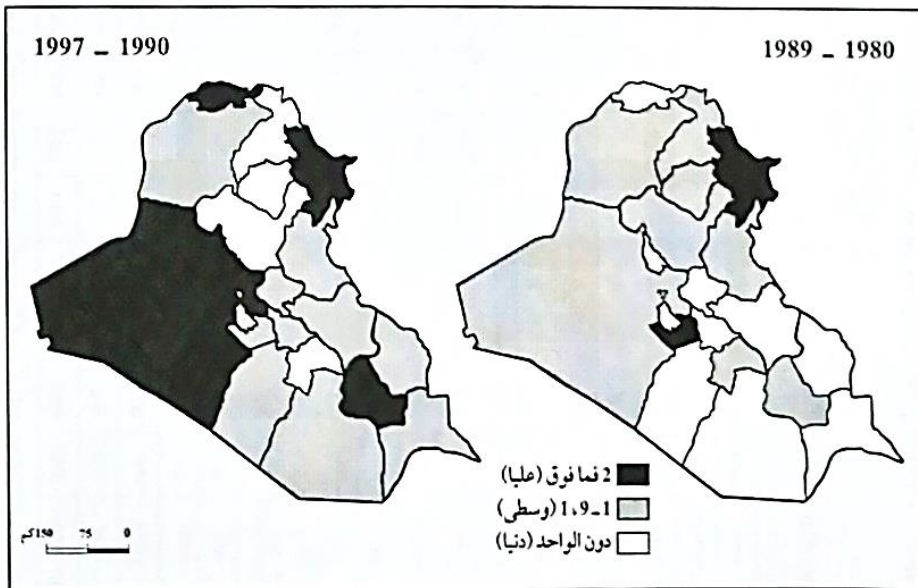 1989 – 1980
1997 – 1990
2 فما فوق (عليا)
1-1،9 (وسطى)
دون الواحد (دنيا)
0 75 150كم